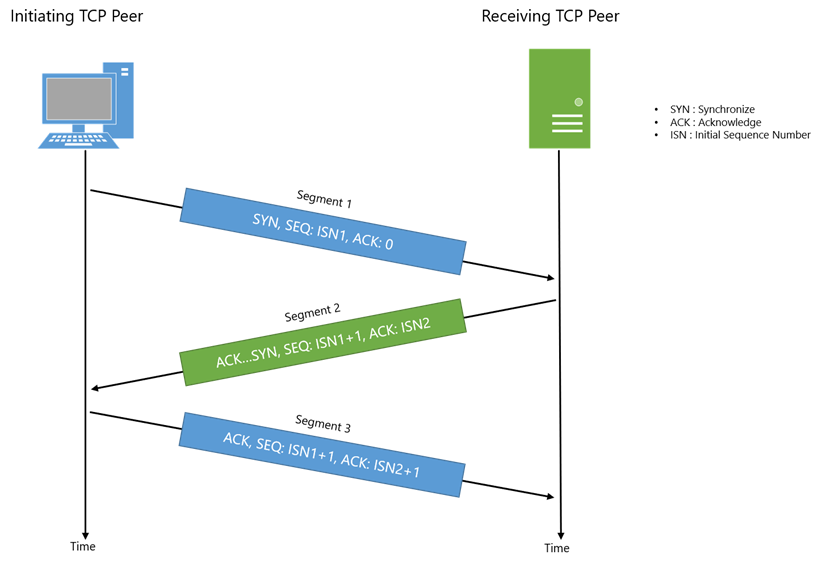 Initiating TCP Peer
Receiving TCP Peer
• SYN : Synchronize
• ACK : Acknowledge
• ISN : Initial Sequence Number
Segment 1
SYN, SEQ: ISN1, ACK: 0
Segment 2
ACK...SYN, SEQ: ISN1+1, ACK: ISN2
Segment 3
ACK, SEQ: ISN1+1, ACK: ISN2+1
Time
Time